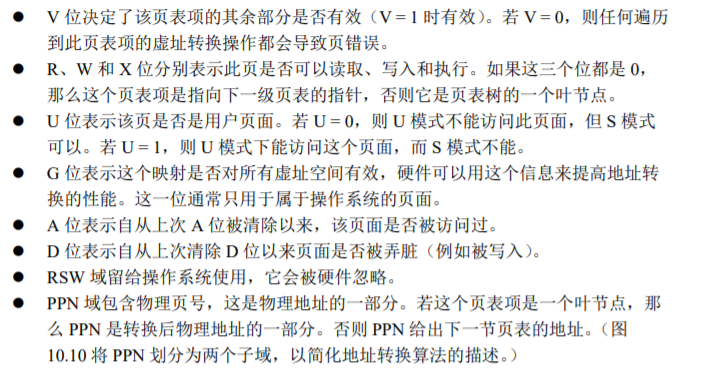 ● V 位决定了该页表项的其余部分是否有效（V = 1 时有效）。若 V = 0，则任何遍历
到此页表项的虚址转换操作都会导致页错误。
● R、W 和 X 位分别表示此页是否可以读取、写入和执行。如果这三个位都是 0，
那么这个页表项是指向下一级页表的指针，否则它是页表树的一个叶节点。
● U 位表示该页是否是用户页面。若 U = 0，则 U 模式不能访问此页面，但 S 模式
可以。若 U = 1，则 U 模式下能访问这个页面，而 S 模式不能。
● G 位表示这个映射是否对所有虚址空间有效，硬件可以用这个信息来提高地址转
换的性能。这一位通常只用于属于操作系统的页面。
● A 位表示自从上次 A 位被清除以来，该页面是否被访问过。
● D 位表示自从上次清除 D 位以来页面是否被弄脏（例如被写入）。
● RSW 域留给操作系统使用，它会被硬件忽略。
● PPN 域包含物理页号，这是物理地址的一部分。若这个页表项是一个叶节点，那
么 PPN 是转换后物理地址的一部分。否则 PPN 给出下一节页表的地址。（图
10.10 将 PPN 划分为两个子域，以简化地址转换算法的描述。）